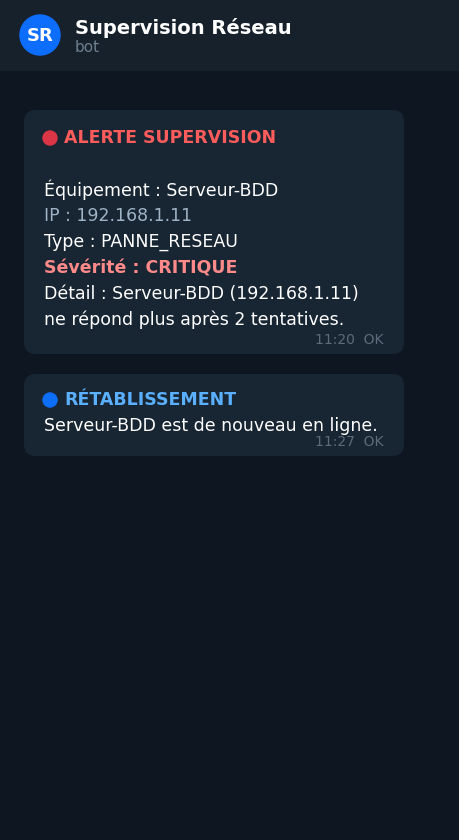 SR
Supervision Réseau
bot
ALERTE SUPERVISION
Équipement : Serveur-BDD
IP : 192.168.1.11
Type : PANNE_RESEAU
Sévérité : CRITIQUE
Détail : Serveur-BDD (192.168.1.11)
ne répond plus après 2 tentatives.
11:20  OK
RÉTABLISSEMENT
Serveur-BDD est de nouveau en ligne.
11:27  OK